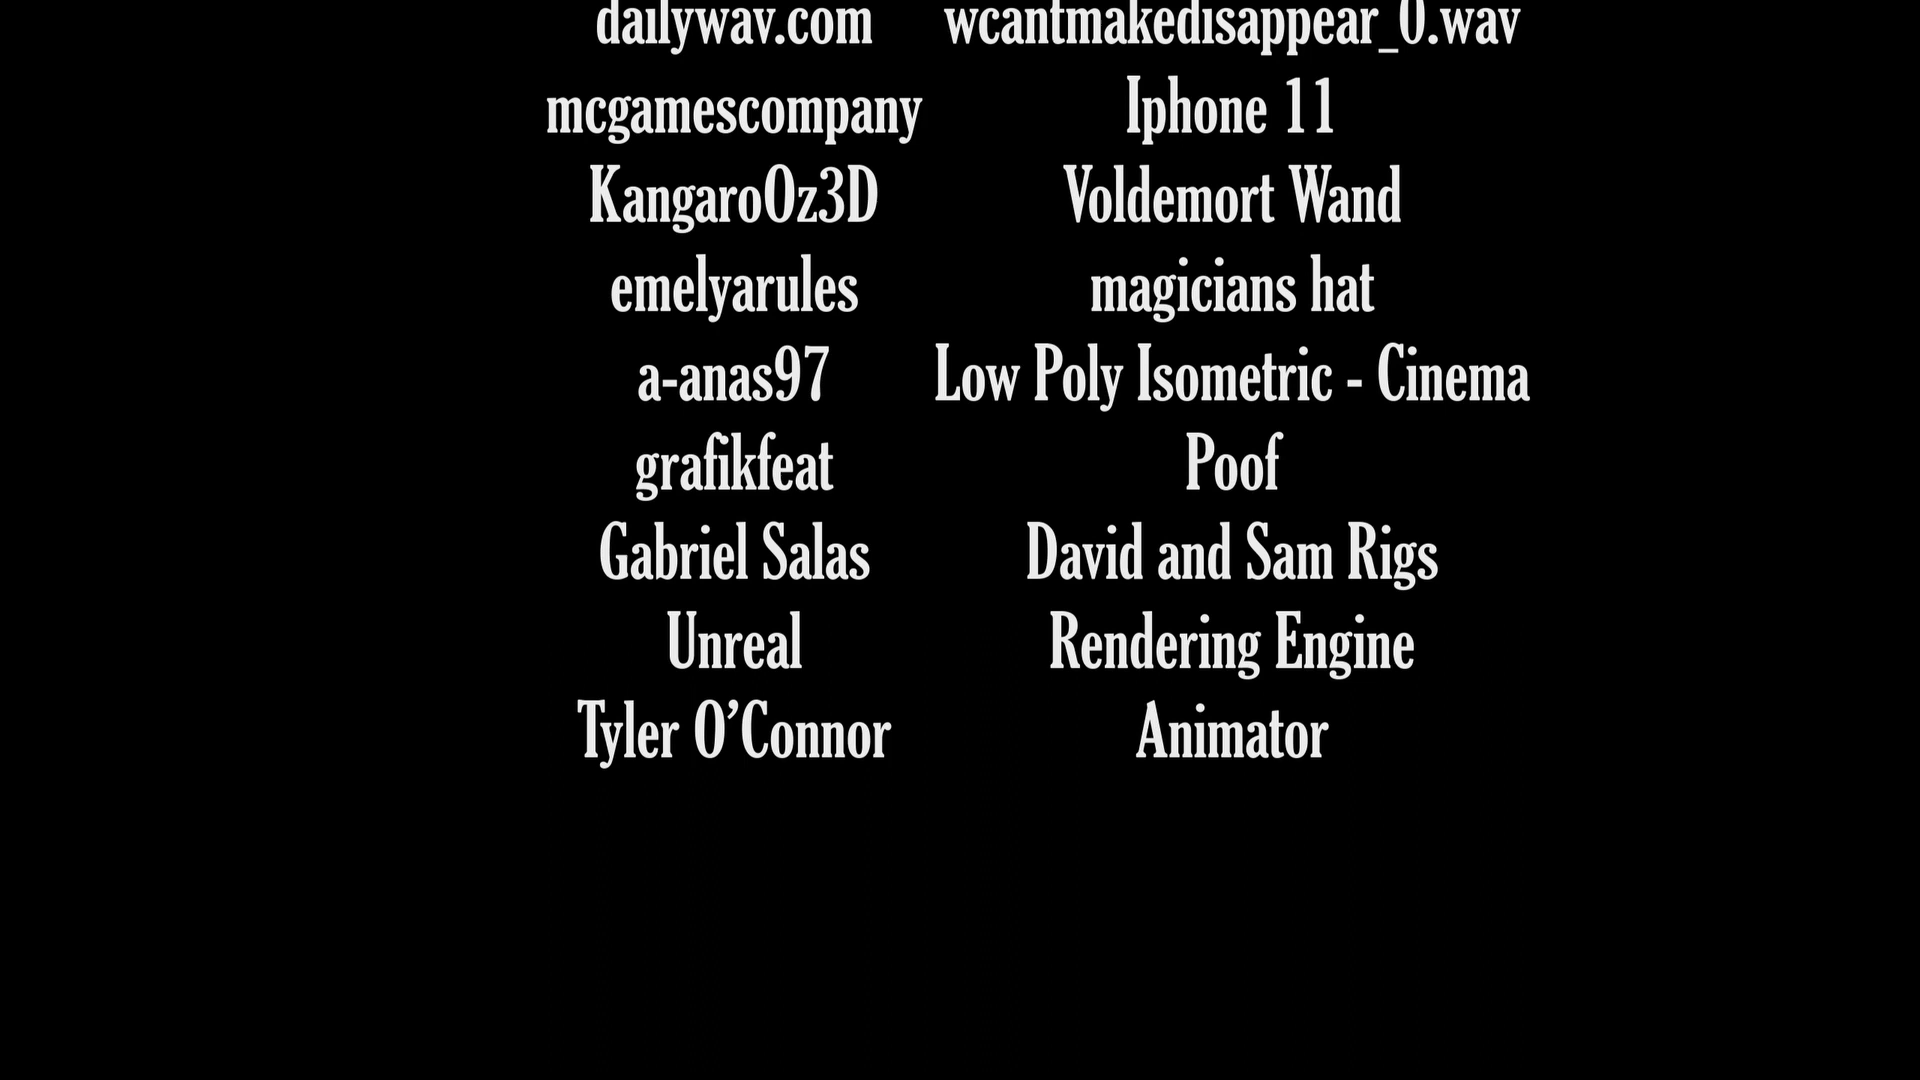 dailywav.com wcantmakedisappear_0.wav
mcgamescompany Iphone 11
KangaroOz3D Voldemort Wand
emelyarules magicians hat
a-anas97 Low Poly Isometric - Cinema
grafikfeat Poof
Gabriel Salas David and Sam Rigs
Unreal Rendering Engine
Tyler O’Connor Animator